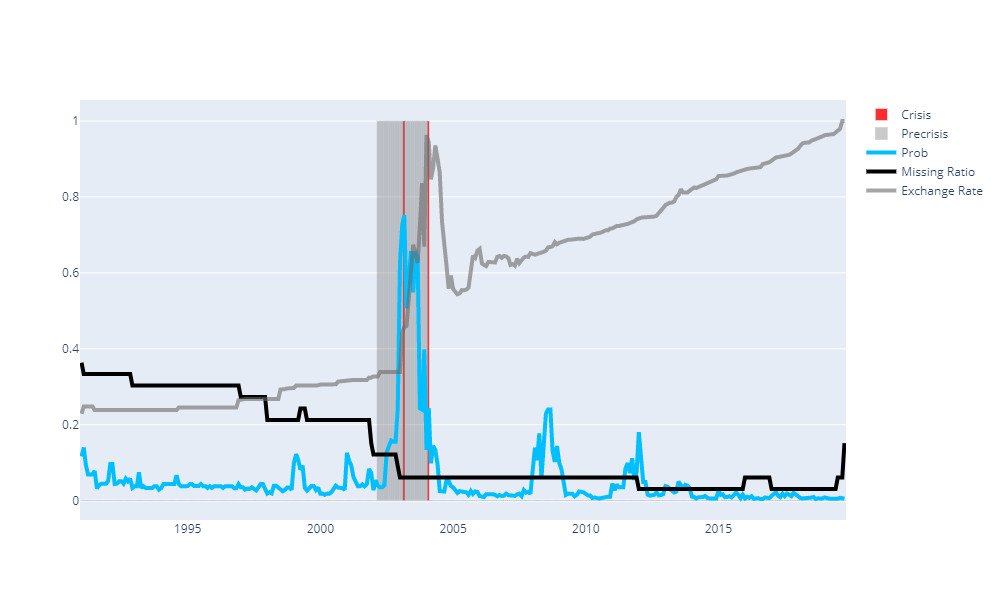 1
0.8
0.6
0.4
0.2
0
1995
2000
2005
2010
2015
Crisis
Precrisis
Prob
Missing Ratio
Exchange Rate